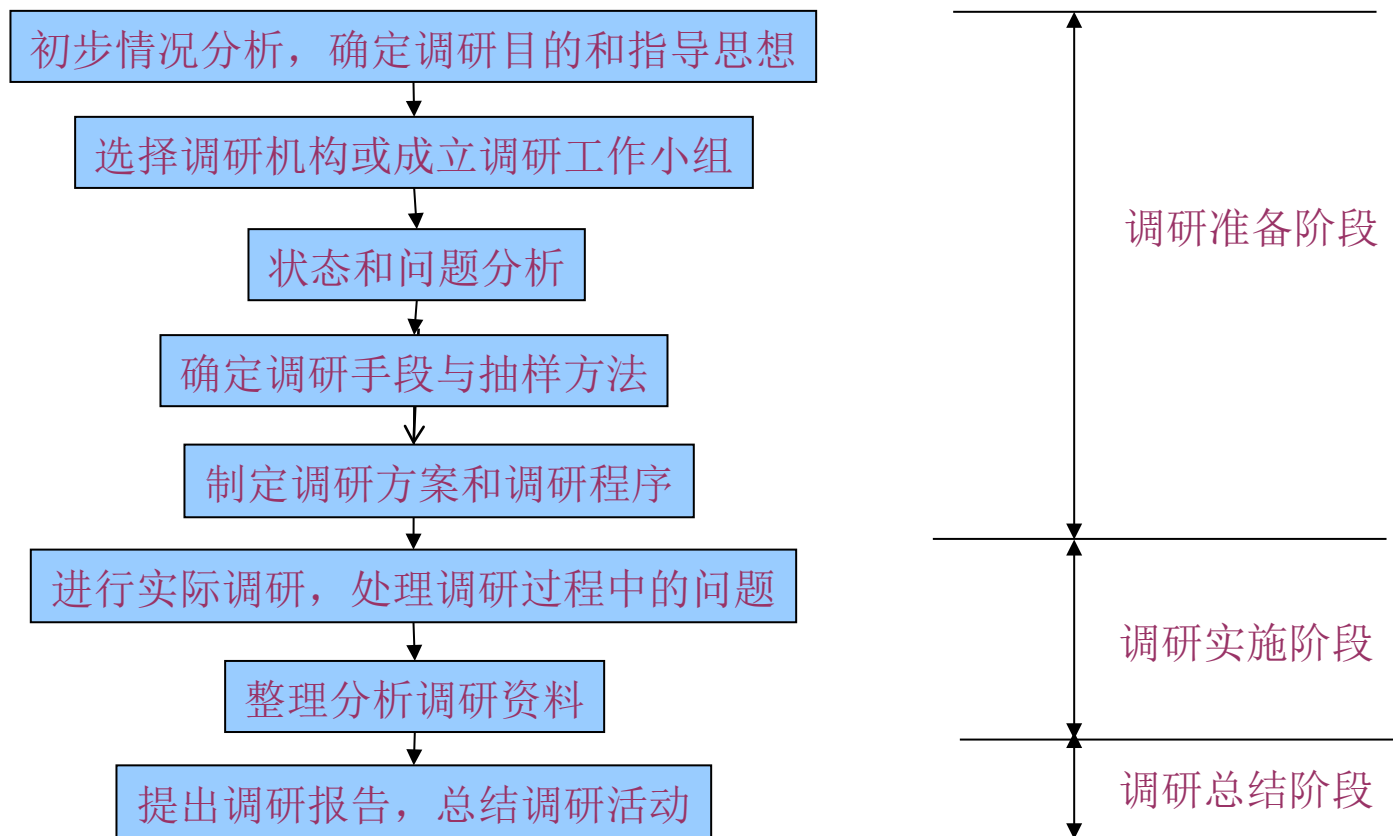 初步情况分析，确定调研目的和指导思想
选择调研机构或成立调研工作小组
状态和问题分析
确定调研手段与抽样方法
制定调研方案和调研程序
进行实际调研，处理调研过程中的问题
整理分析调研资料
提出调研报告，总结调研活动
调研准备阶段
调研实施阶段
调研总结阶段